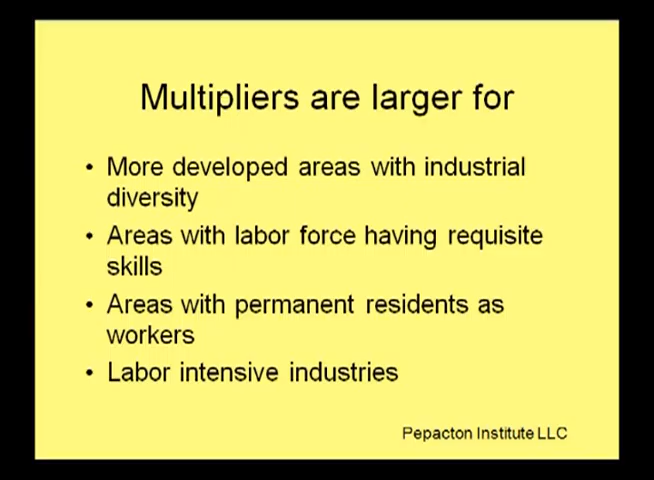 Multipliers are larger for
• More developed areas with industrial
diversity
• Areas with labor force having requisite
skills
• Areas with permanent residents as
workers
• Labor intensive industries
Pepacton Institute LLC